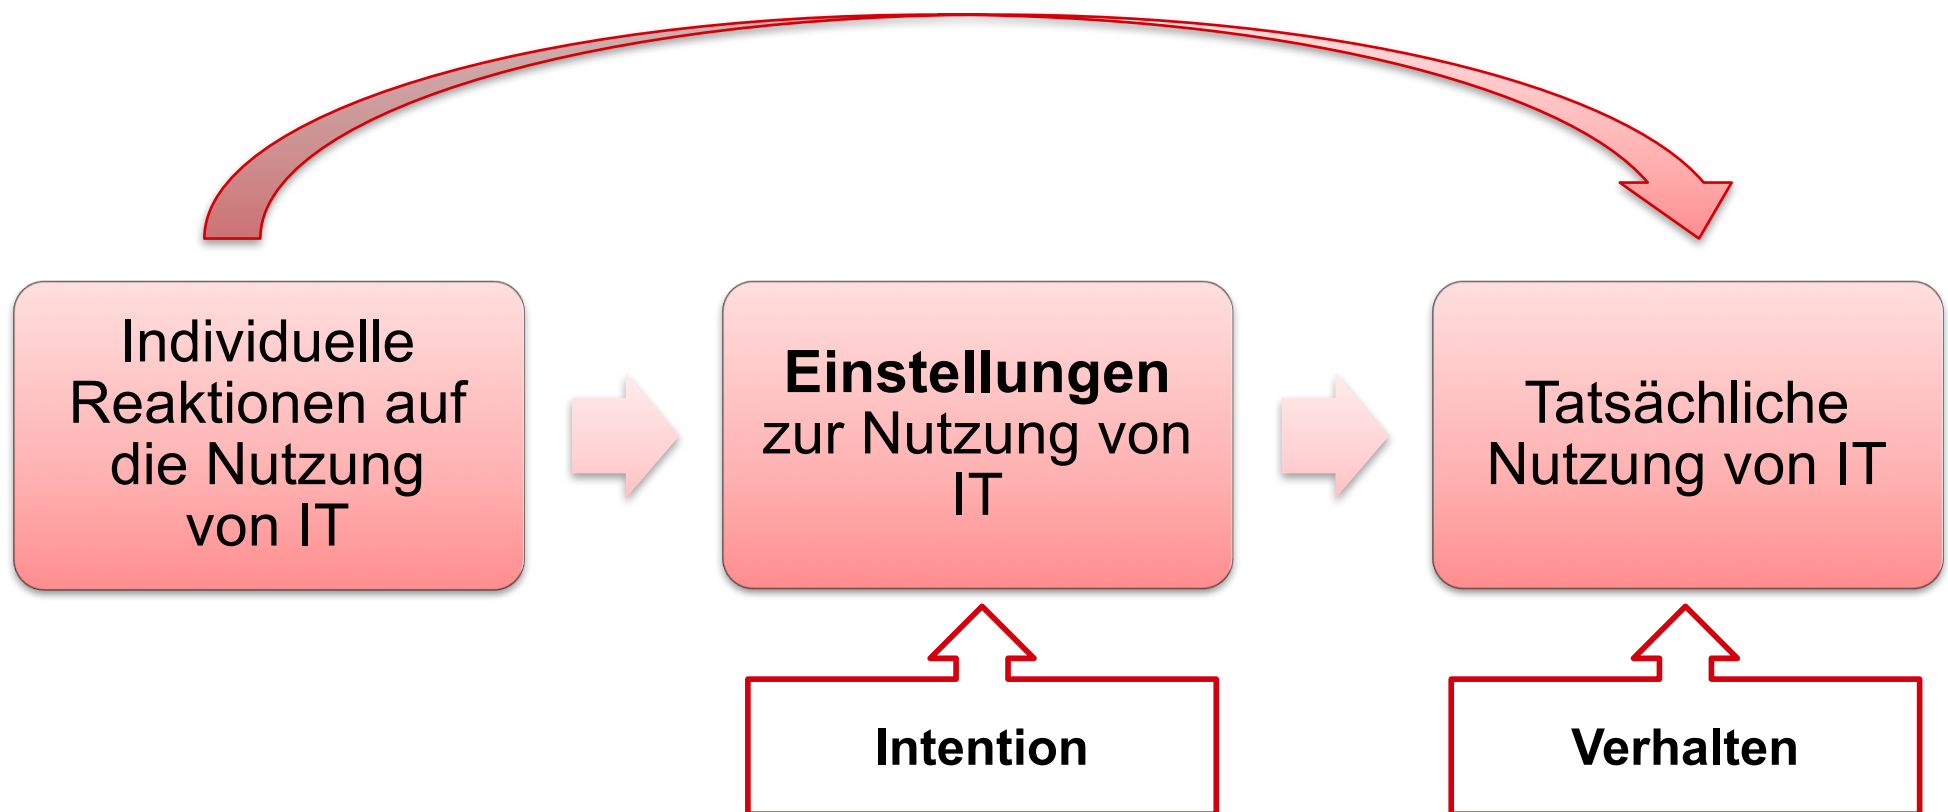 Individuelle
Reaktionen auf
die Nutzung
von IT
Einstellungen
zur Nutzung von
IT
Tatsächliche
Nutzung von IT
Intention
Verhalten